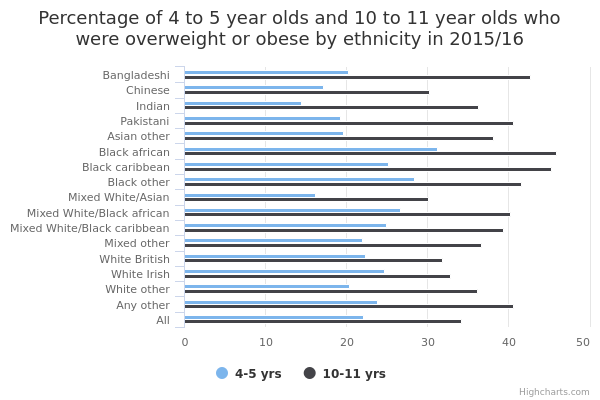 Percentage of 4 to 5 year olds and 10 to 11 year olds who
were overweight or obese by ethnicity in 2015/16
Bangladeshi
Chinese
Indian
Pakistani
Asian other
Black african
Black caribbean
Black other
Mixed White/Asian
Mixed White/Black african
Mixed White/Black caribbean
Mixed other
White British
White Irish
White other
Any other
All
0 10 20 30 40 50
4-5 yrs 10-11 yrs
Highcharts.com